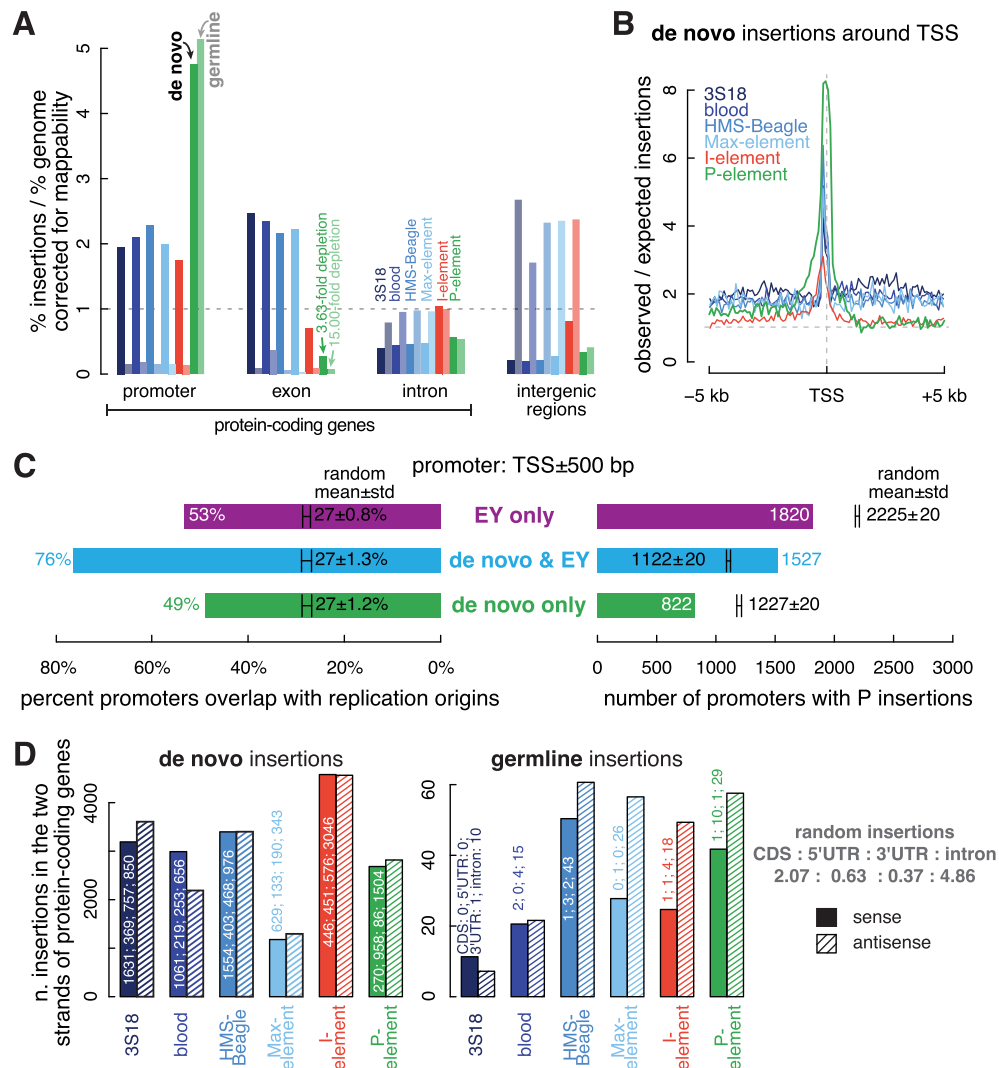 A
% insertions / % genome
corrected for mappability
0
1
2
3
4
5
de novo
germline
3.63-fold depletion
15.00-fold depletion
3S18
blood
HMS-Beagle
Max-element
I-element
P-element
promoter
exon
intron
intergenic
regions
protein-coding genes
B
de novo insertions around TSS
observed / expected insertions
0
2
4
6
8
3S18
blood
HMS-Beagle
Max-element
I-element
P-element
−5 kb
TSS
+5 kb
C
promoter: TSS±500 bp
random
mean±std
random
mean±std
53%
27±0.8%
EY only
1820
2225±20
76%
27±1.3%
de novo & EY
1122±20
1527
49%
27±1.2%
de novo only
822
1227±20
80%
60%
40%
20%
0%
0
500
1000
1500
2000
2500
3000
percent promoters overlap with replication origins
number of promoters with P insertions
D
n. insertions in the two
strands of protein-coding genes
de novo insertions
0
2000
4000
1631; 369; 757; 850
1061; 219; 253; 656
1554; 403; 468; 976
629; 133; 190; 343
446; 451; 576; 3046
270; 958; 86; 1504
3S18
blood
HMS-
Beagle
Max-
element
I-
element
P-
element
germline insertions
0
20
40
60
CDS: 0; 5'UTR: 0;
3'UTR: 1; intron: 10
2; 0; 4; 15
1; 3; 2; 43
0; 1; 0; 26
1; 1; 4; 18
1; 10; 1; 29
3S18
blood
HMS-
Beagle
Max-
element
I-
element
P-
element
random insertions
CDS : 5'UTR : 3'UTR : intron
2.07 : 0.63 : 0.37 : 4.86
sense
antisense